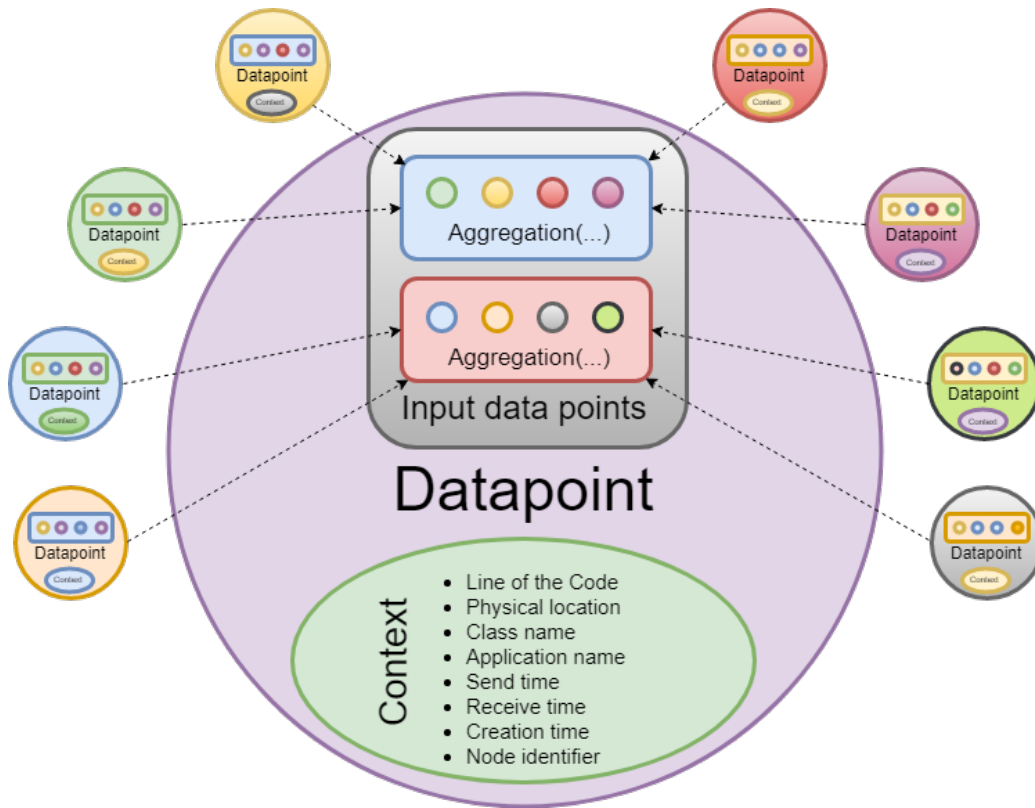 Datapoint
Context
Datapoint
Context
Datapoint
Context
Datapoint
Context
Aggregation(...)
Aggregation(...)
Input data points
Datapoint
Context
Datapoint
Context
Datapoint
Context
Datapoint
Context
Datapoint
Context
Line of the Code
Physical location
Class name
Application name
Send time
Receive time
Creation time
Node identifier